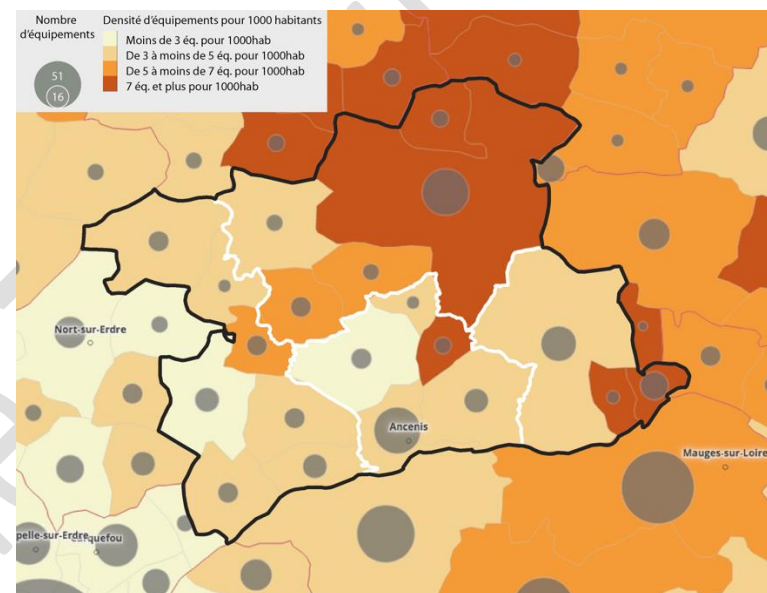 Nombre
d'équipements
51
16
Densité d'équipements pour 1000 habitants
Moins de 3 éq. pour 1000hab
De 3 à moins de 5 éq. pour 1000hab
De 5 à moins de 7 éq. pour 1000hab
7 éq. et plus pour 1000hab
Nort-sur-Erdre
Ancenis
Mauges-sur-Loire
pelle-sur-Erdre
quefou